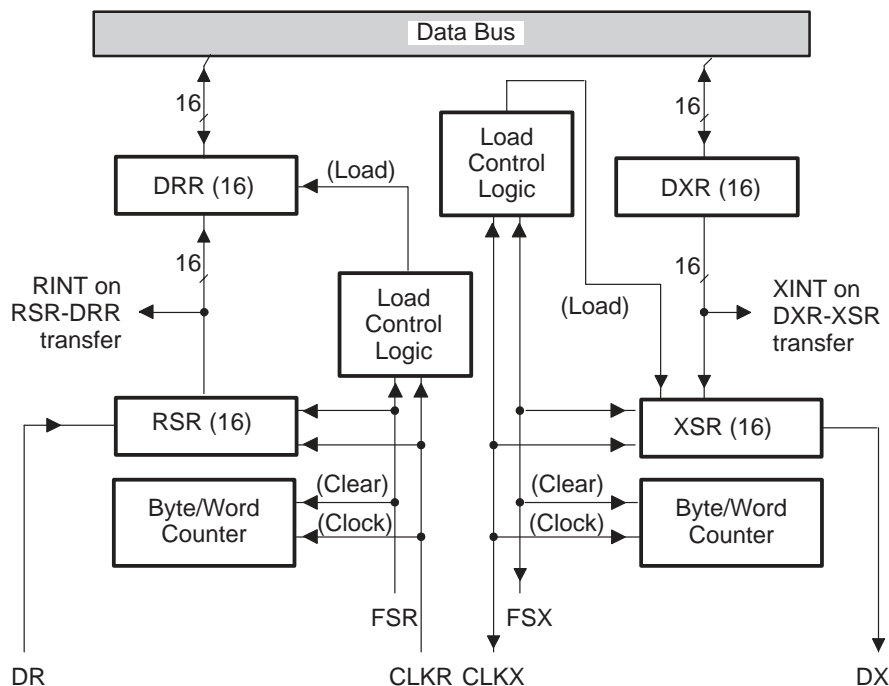 Data Bus
16
16
Load
Control
Logic
DRR (16)
(Load)
DXR (16)
16
16
RINT on
RSR-DRR
transfer
Load
Control
Logic
(Load)
XINT on
DXR-XSR
transfer
RSR (16)
XSR (16)
Byte/Word
Counter
(Clear)
(Clock)
(Clear)
(Clock)
Byte/Word
Counter
FSR
FSX
DR
CLKR
CLKX
DX